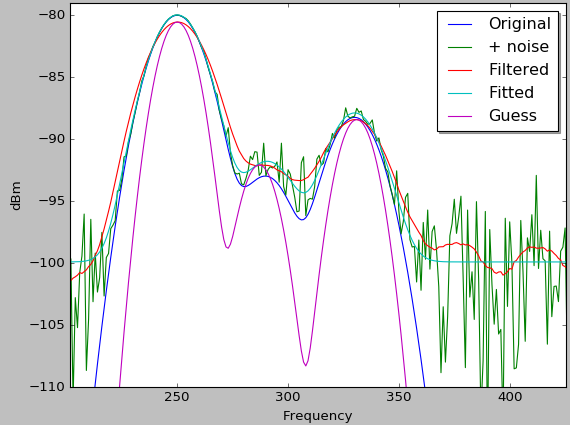 −80
−85
−90
−95
−100
−105
−110
dBm
250
300
350
400
Frequency
Original
+ noise
Filtered
Fitted
Guess